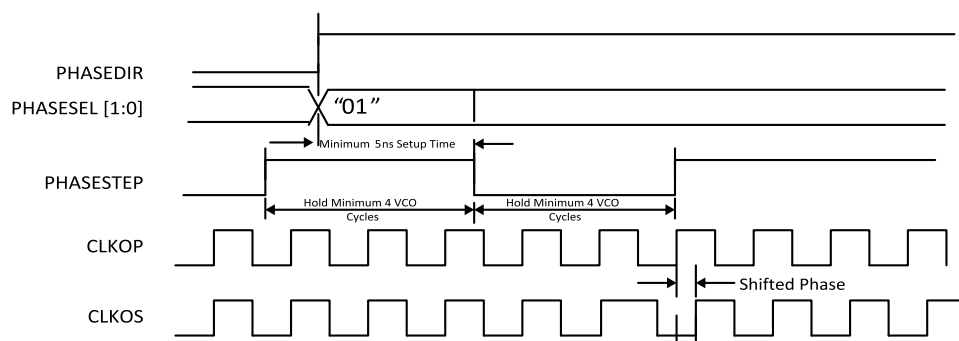 PHASEDIR
PHASESEL [1:0]
"01"
Minimum 5ns Setup Time
PHASESTEP
Hold Minimum 4 VCO
Cycles
Hold Minimum 4 VCO
Cycles
CLKOP
Shifted Phase
CLKOS